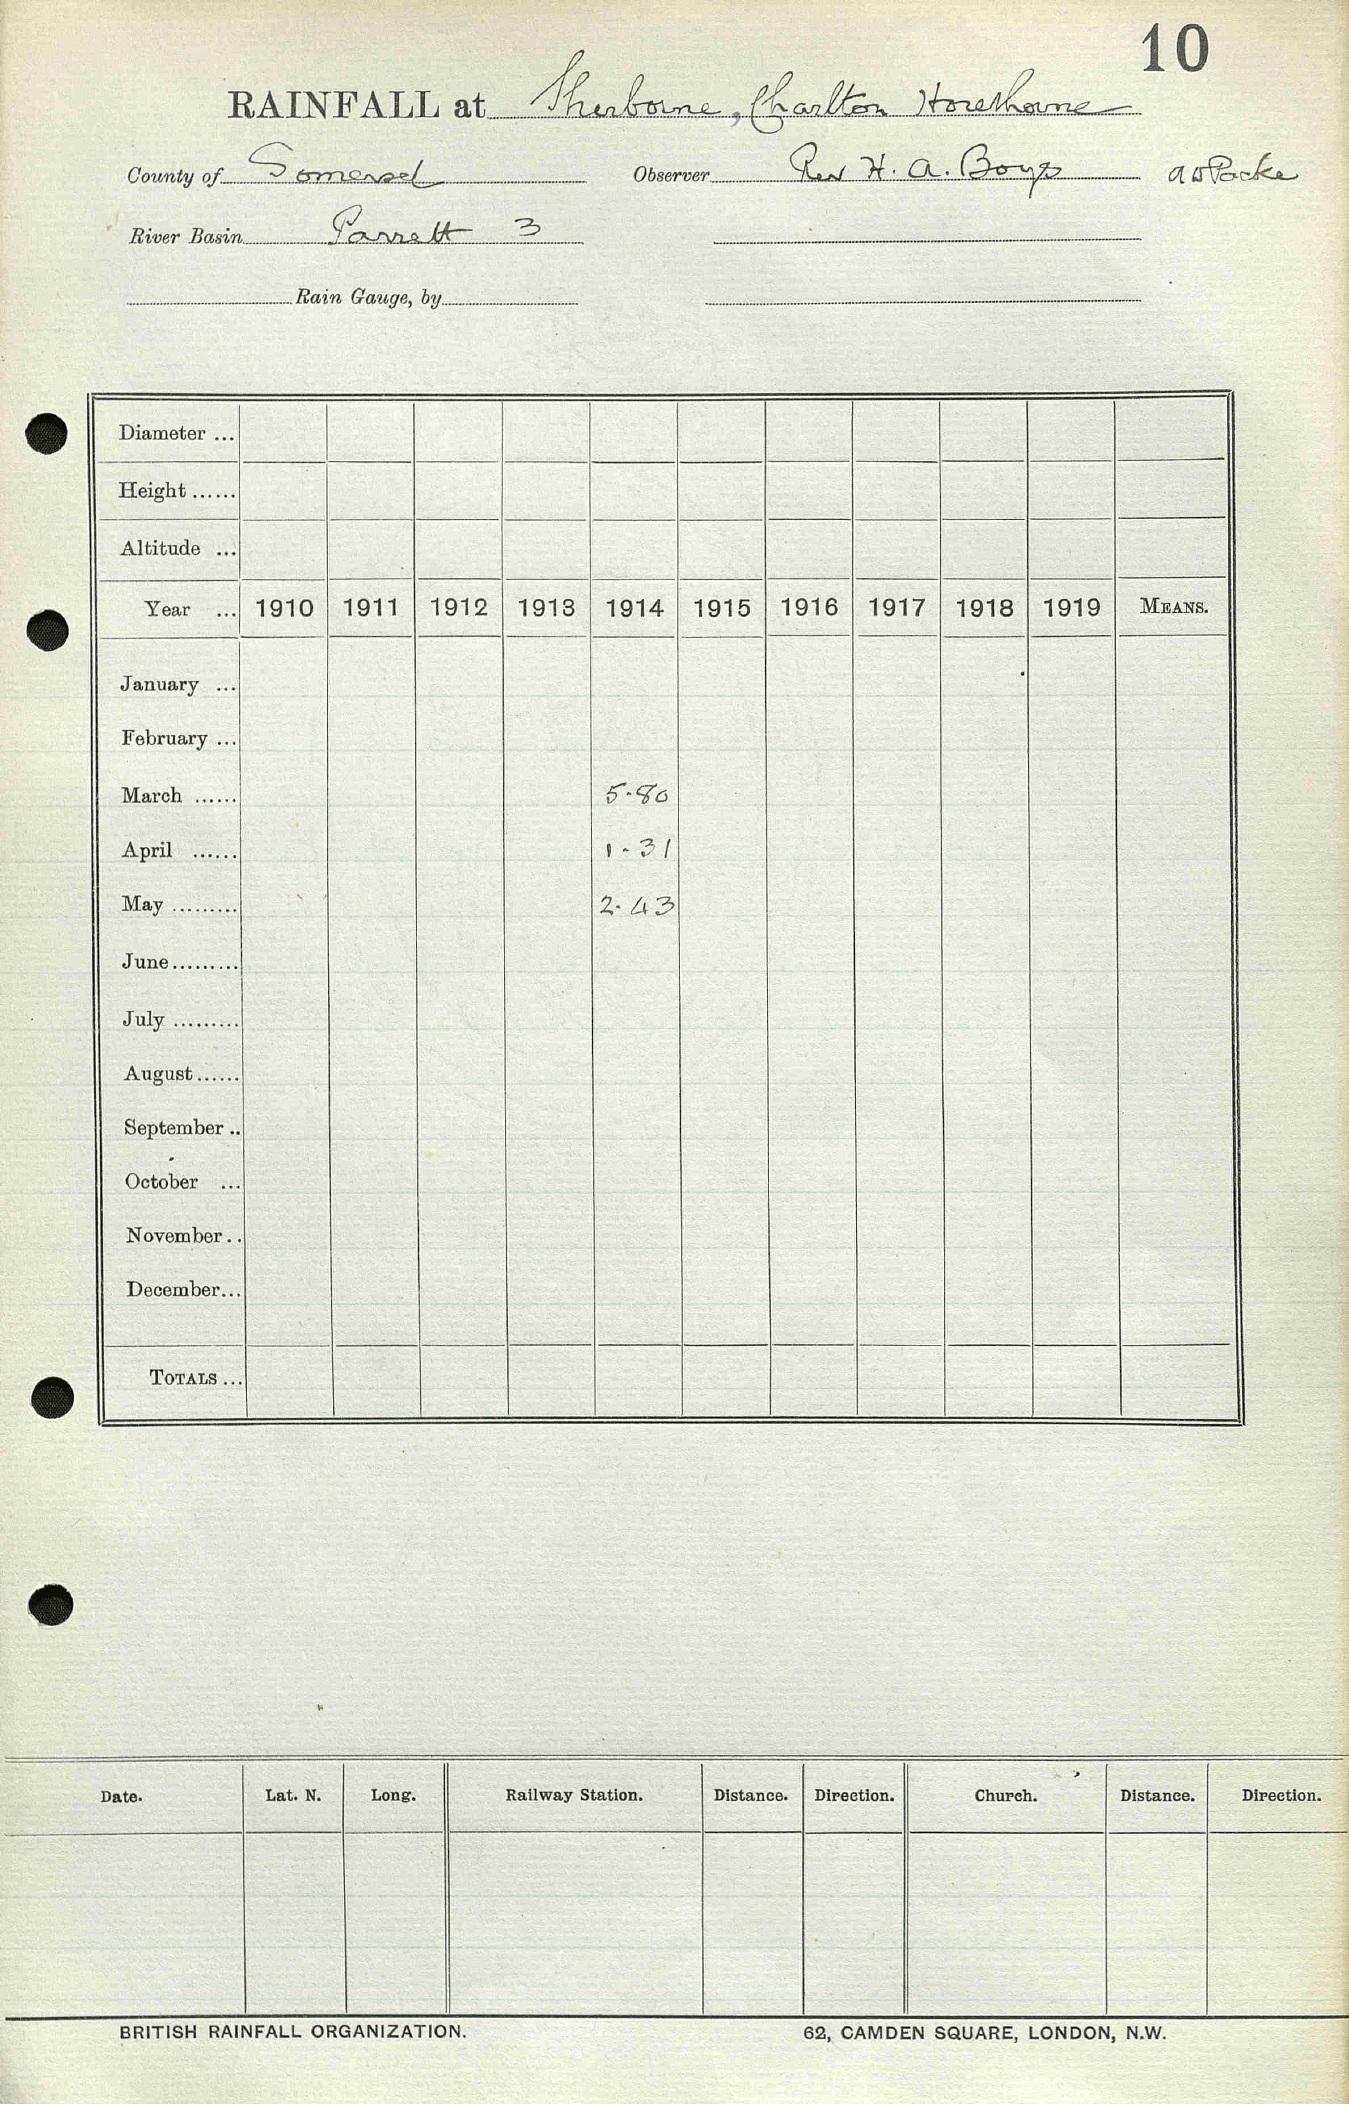 10
RAINFALL at Sherborne, Charlton Horethorne
County of Somerset Observer Rev H. A. Boys
River Basin Parrett 3
Rain Gauge, by
Diameter ...
Height ......
Altitude ...
Year ... 1910 1911 1912 1913 1914 1915 1916 1917 1918 1919 MEANS.
January ...
February ...
March ...... 5.80
April ...... 1.31
May ......... 2.43
June.........
July .........
August......
September ..
October ...
November..
December...
TOTALS ...
Date. Lat. N. Long. Railway Station. Distance. Direction. Church. Distance. Direction.
BRITISH RAINFALL ORGANIZATION. 62, CAMDEN SQUARE, LONDON, N.W.